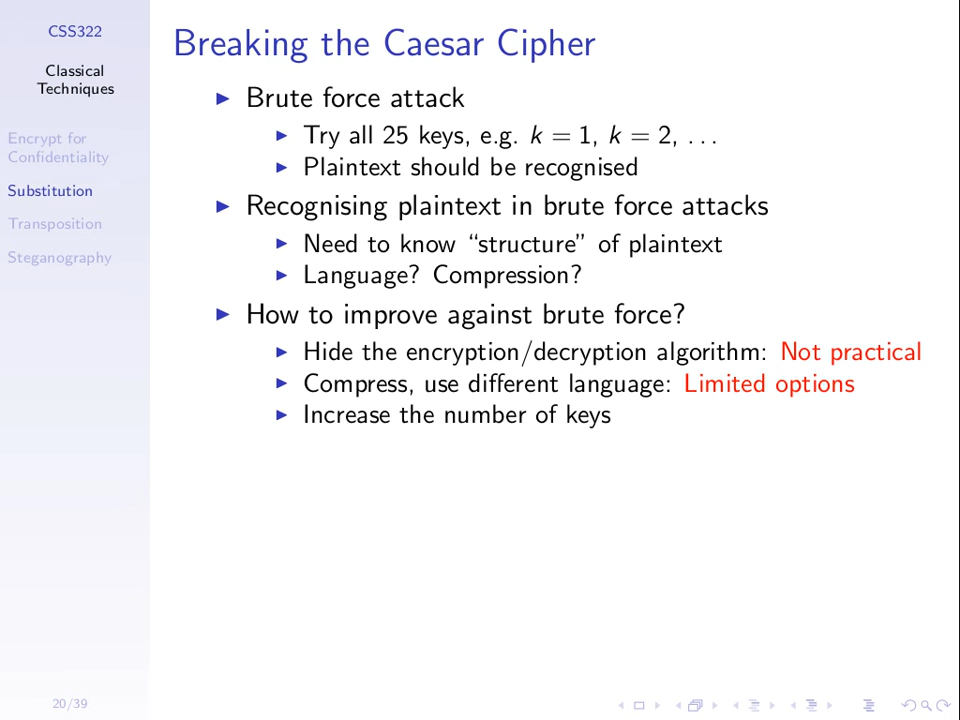 CSS322
Classical
Techniques
Encrypt for
Confidentiality
Substitution
Transposition
Steganography
Breaking the Caesar Cipher
Brute force attack
Try all 25 keys, e.g. k = 1, k = 2, . . .
Plaintext should be recognised
Recognising plaintext in brute force attacks
Need to know “structure” of plaintext
Language? Compression?
How to improve against brute force?
Hide the encryption/decryption algorithm: Not practical
Compress, use different language: Limited options
Increase the number of keys
20/39